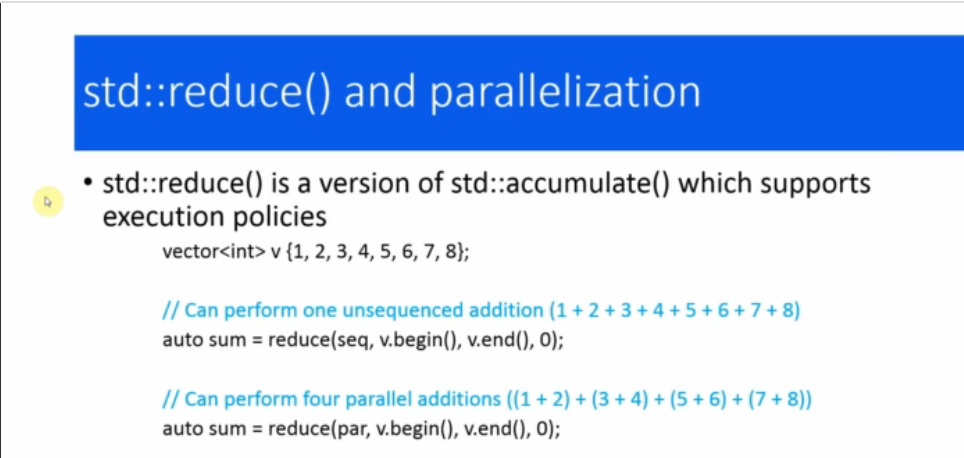 std::reduce() and parallelization
• std::reduce() is a version of std::accumulate() which supports
execution policies
vector<int> v {1, 2, 3, 4, 5, 6, 7, 8};
// Can perform one unsequenced addition (1 + 2 + 3 + 4 + 5 + 6 + 7 + 8)
auto sum = reduce(seq, v.begin(), v.end(), 0);
// Can perform four parallel additions ((1 + 2) + (3 + 4) + (5 + 6) + (7 + 8))
auto sum = reduce(par, v.begin(), v.end(), 0);